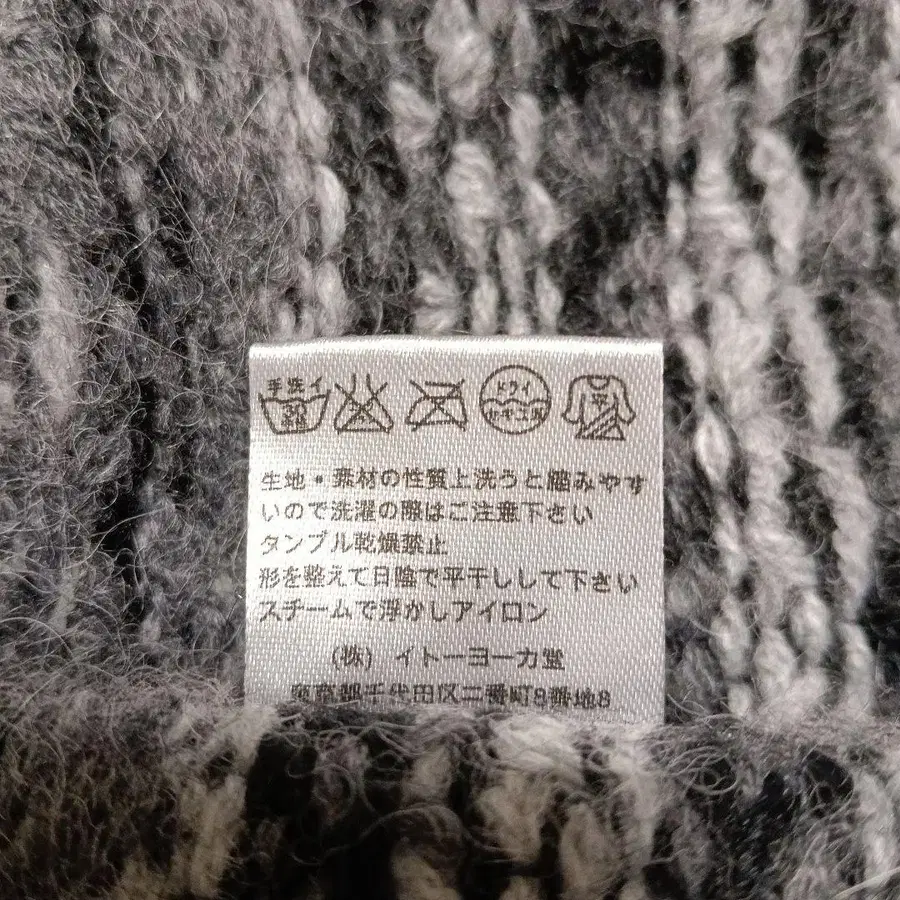 手洗イ
30
ドライ
セキユ系
平
生地・素材の性質上洗うと縮みやす
いので洗濯の際はご注意下さい
タンブル乾燥禁止
形を整えて日陰で平干しして下さい
スチームで浮かしアイロン
(株) イトーヨーカ堂
東京都千代田区二番町8番地8